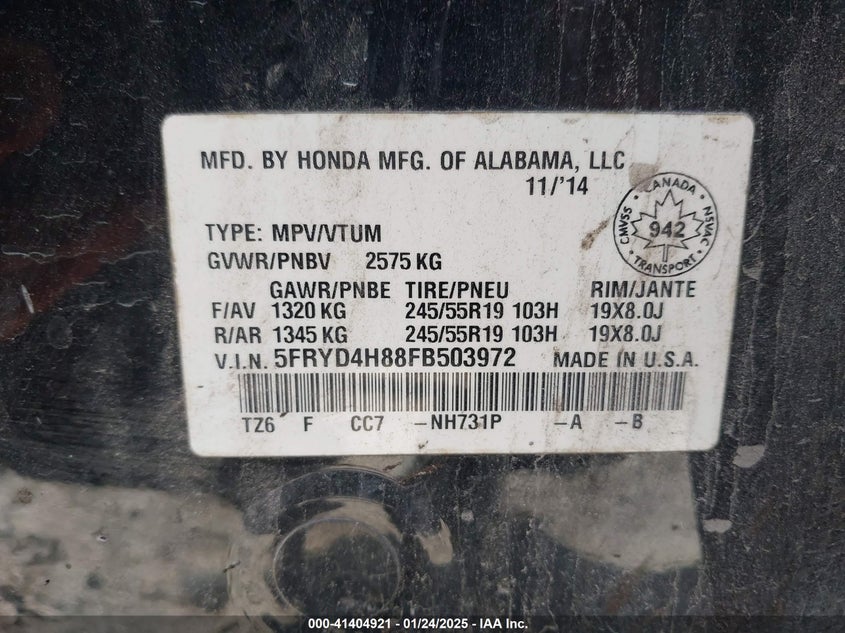 MFD. BY HONDA MFG. OF ALABAMA, LLC
11/'14
CANADA
CMVSS 942 NSVAC
TRANSPORT
TYPE: MPV/VTUM
GVWR/PNBV 2575 KG
GAWR/PNBE TIRE/PNEU RIM/JANTE
F/AV 1320 KG 245/55R19 103H 19X8.0J
R/AR 1345 KG 245/55R19 103H 19X8.0J
V.I.N. 5FRYD4H88FB503972 MADE IN U.S.A.
TZ6 F CC7 -NH731P -A -B
000-41404921 / 01/24/2025 - IAA Inc.